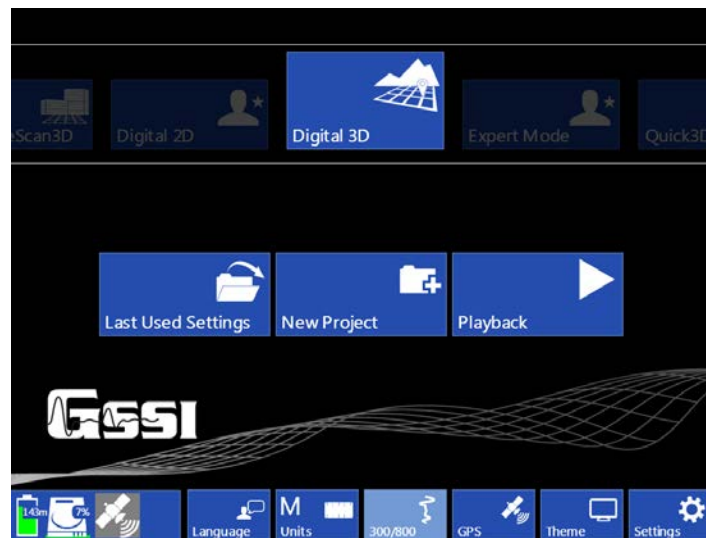 Scan3D
Digital 2D
Digital 3D
Expert Mode
Quick3D
Last Used Settings
New Project
Playback
GSSI
143m
7%
Language
M
Units
300/800
GPS
Theme
Settings